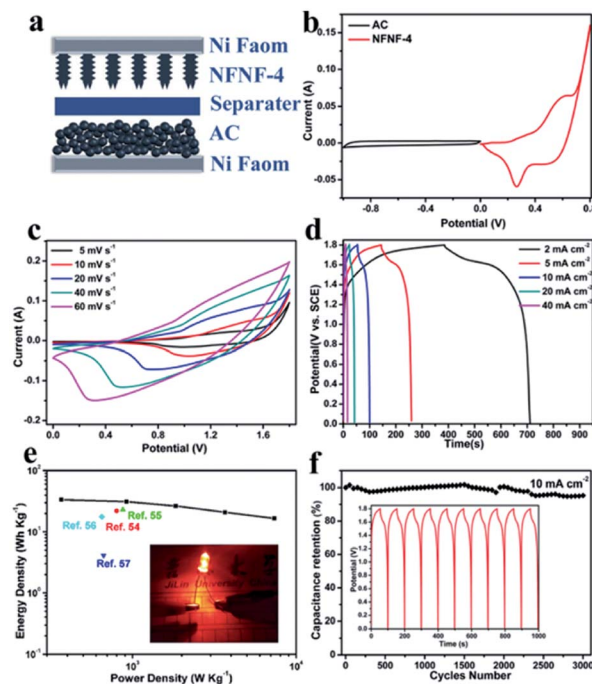 a
Ni Faom
NFNF-4
Separater
AC
Ni Faom
b
AC
NFNF-4
Current (A)
0.15
0.10
0.05
0.00
-0.05
-0.8
-0.4
0.0
0.4
0.8
Potential (V)
c
5 mV s⁻¹
10 mV s⁻¹
20 mV s⁻¹
40 mV s⁻¹
60 mV s⁻¹
Current (A)
0.2
0.1
0.0
-0.1
-0.2
0.0
0.4
0.8
1.2
1.6
Potential (V)
d
2 mA cm⁻²
5 mA cm⁻²
10 mA cm⁻²
20 mA cm⁻²
40 mA cm⁻²
Potential(V vs. SCE)
1.8
1.6
1.4
1.2
1.0
0.8
0.6
0.4
0.2
0.0
0
100
200
300
400
500
600
700
800
900
Time(s)
e
Energy Density (Wh Kg⁻¹)
10²
10¹
10⁰
10⁻¹
Ref. 56
Ref. 55
Ref. 54
Ref. 57
JiLin University
10³
10⁴
Power Density (W Kg⁻¹)
f
10 mA cm⁻²
Capacitance retention (%)
120
100
80
60
40
20
0
Potential (V)
1.8
1.6
1.4
1.2
1.0
0.8
0.6
0.4
0.2
0.0
0
200
400
600
800
1000
Time (s)
0
500
1000
1500
2000
2500
3000
Cycles Number